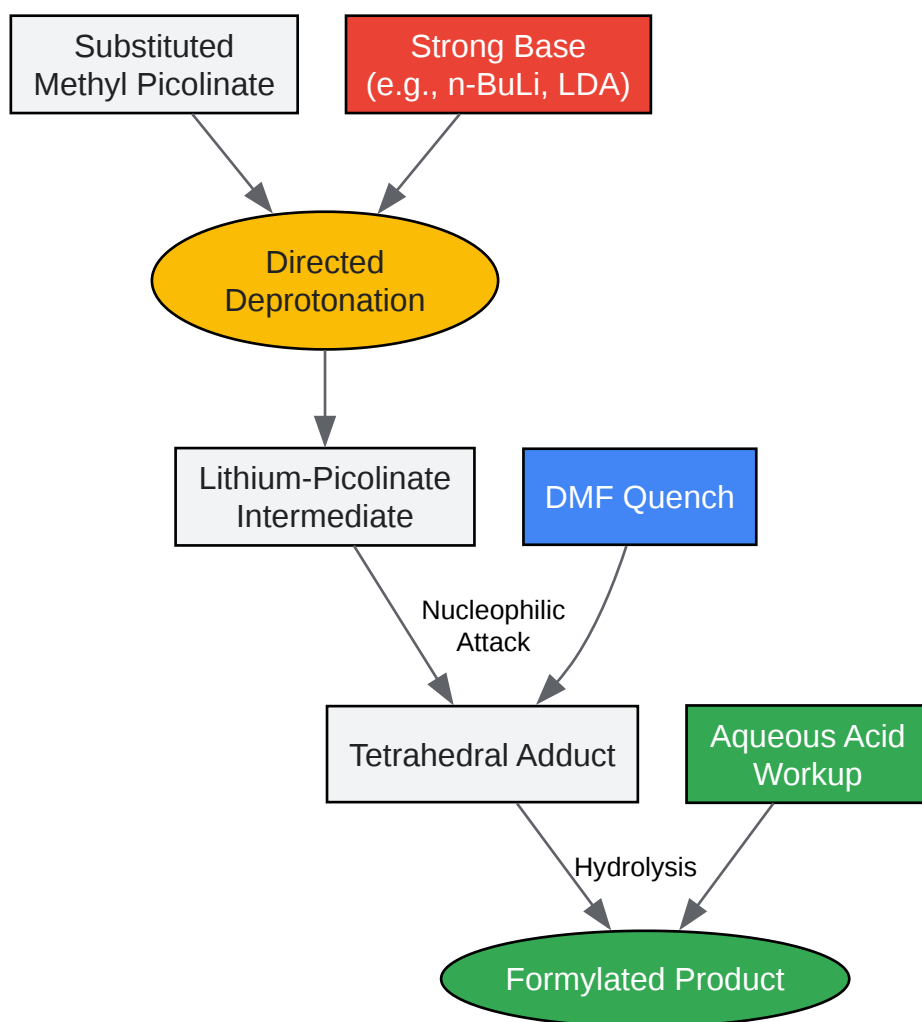 Substituted
Methyl Picolinate
Strong Base
(e.g., n-BuLi, LDA)
Directed
Deprotonation
Lithium-Picolinate
Intermediate
DMF Quench
Nucleophilic
Attack
Tetrahedral Adduct
Aqueous Acid
Workup
Hydrolysis
Formylated Product